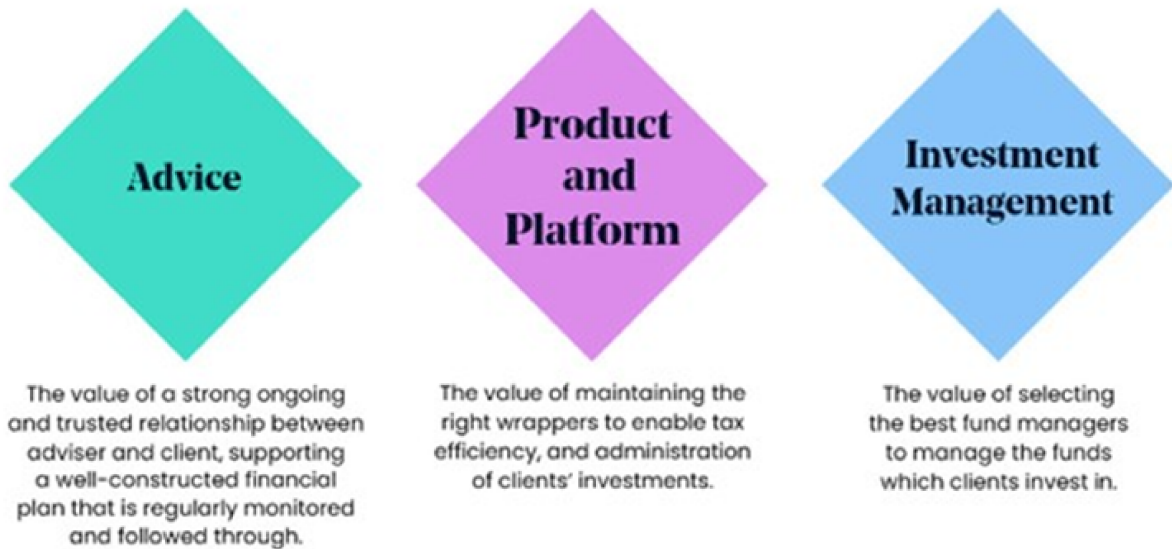 Advice
The value of a strong ongoing
and trusted relationship between
adviser and client, supporting
a well-constructed financial
plan that is regularly monitored
and followed through.
Product
and
Platform
The value of maintaining the
right wrappers to enable tax
efficiency, and administration
of clients’ investments.
Investment
Management
The value of selecting
the best fund managers
to manage the funds
which clients invest in.